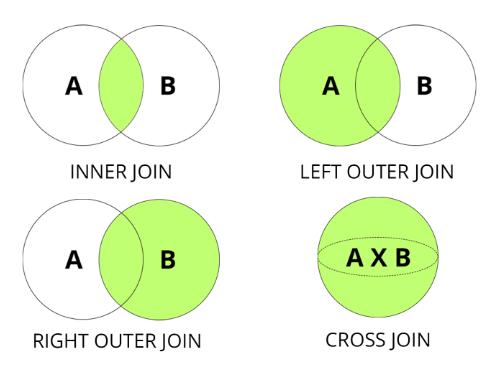 A B
A B
INNER JOIN
LEFT OUTER JOIN
A B
A X B
RIGHT OUTER JOIN
CROSS JOIN